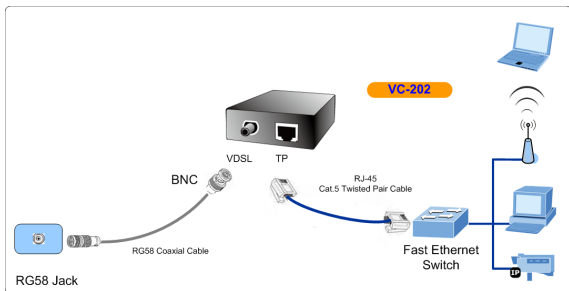 VC-202
VDSL TP
BNC
RJ-45
Cat.5 Twisted Pair Cable
RG58 Coaxial Cable
Fast Ethernet
Switch
IP
RG58 Jack